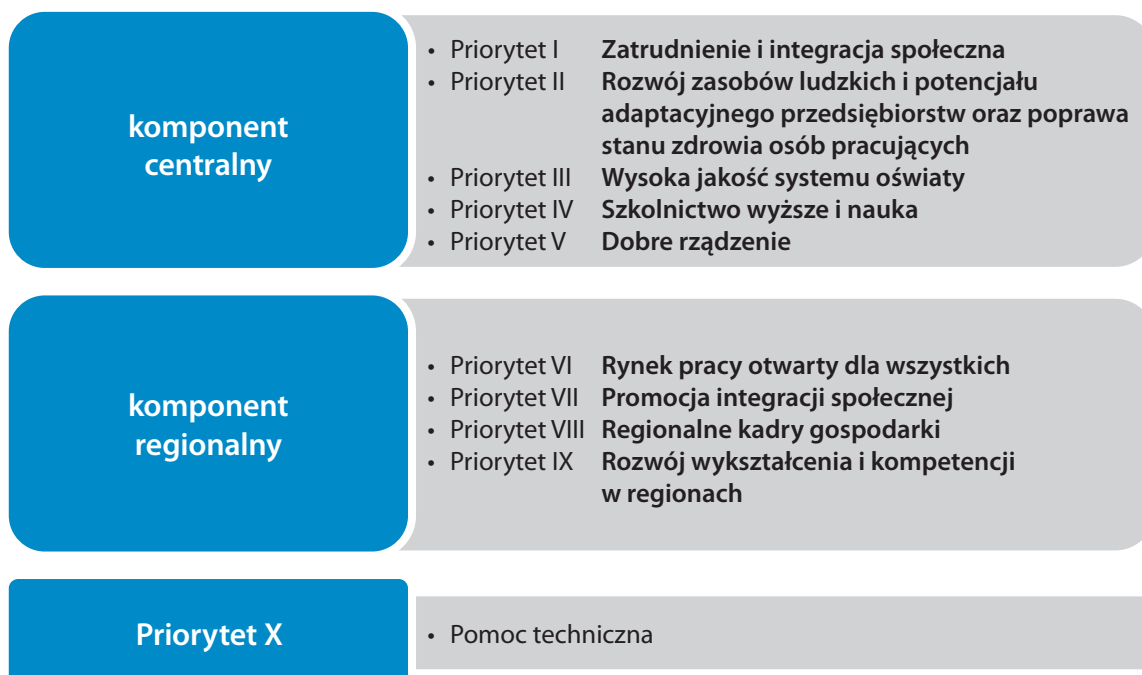 komponent
centralny
• Priorytet I Zatrudnienie i integracja społeczna
• Priorytet II Rozwój zasobów ludzkich i potencjału
adaptacyjnego przedsiębiorstw oraz poprawa
stanu zdrowia osób pracujących
• Priorytet III Wysoka jakość systemu oświaty
• Priorytet IV Szkolnictwo wyższe i nauka
• Priorytet V Dobre rządzenie
komponent
regionalny
• Priorytet VI Rynek pracy otwarty dla wszystkich
• Priorytet VII Promocja integracji społecznej
• Priorytet VIII Regionalne kadry gospodarki
• Priorytet IX Rozwój wykształcenia i kompetencji
w regionach
Priorytet X
• Pomoc techniczna